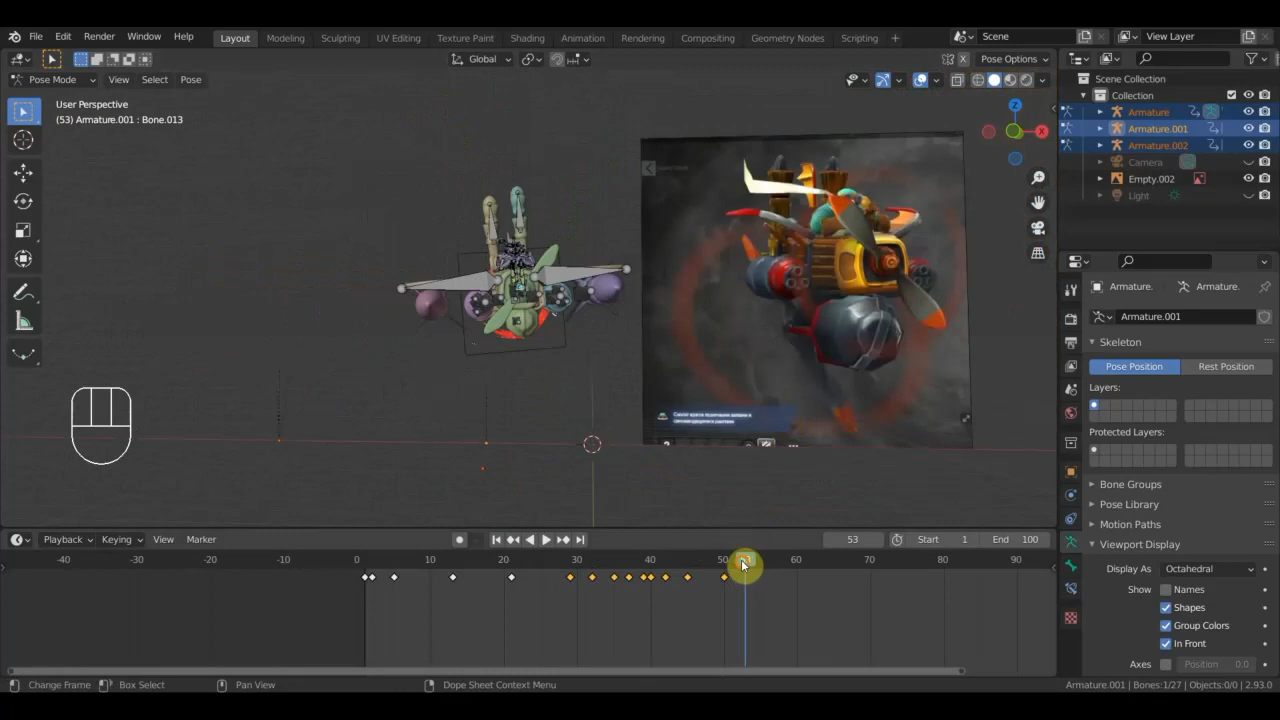 File Edit Render Window Help Layout Modeling Sculpting UV Editing Texture Paint Shading Animation Rendering Compositing Geometry Nodes Scripting + Scene View Layer
Global X Pose Options
Pose Mode View Select Pose
User Perspective
(53) Armature.001 : Bone.013
Z
X
Scene Collection
Collection
Armature
Armature.001
Armature.002
Camera
Empty.002
Light
Armature. Armature.
Armature.001
Skeleton
Pose Position Rest Position
Layers:
Protected Layers:
Bone Groups
Pose Library
Motion Paths
Viewport Display
Display As Octahedral
Show Names
Shapes
Group Colors
In Front
Axes Position 0.0
Playback Keying View Marker 53 Start 1 End 100
-40 -30 -20 -10 0 10 20 30 40 50 53 60 70 80 90
Change Frame Box Select Pan View Dope Sheet Context Menu Armature.001 | Bones:1/27 | Objects:0/0 | 2.93.0